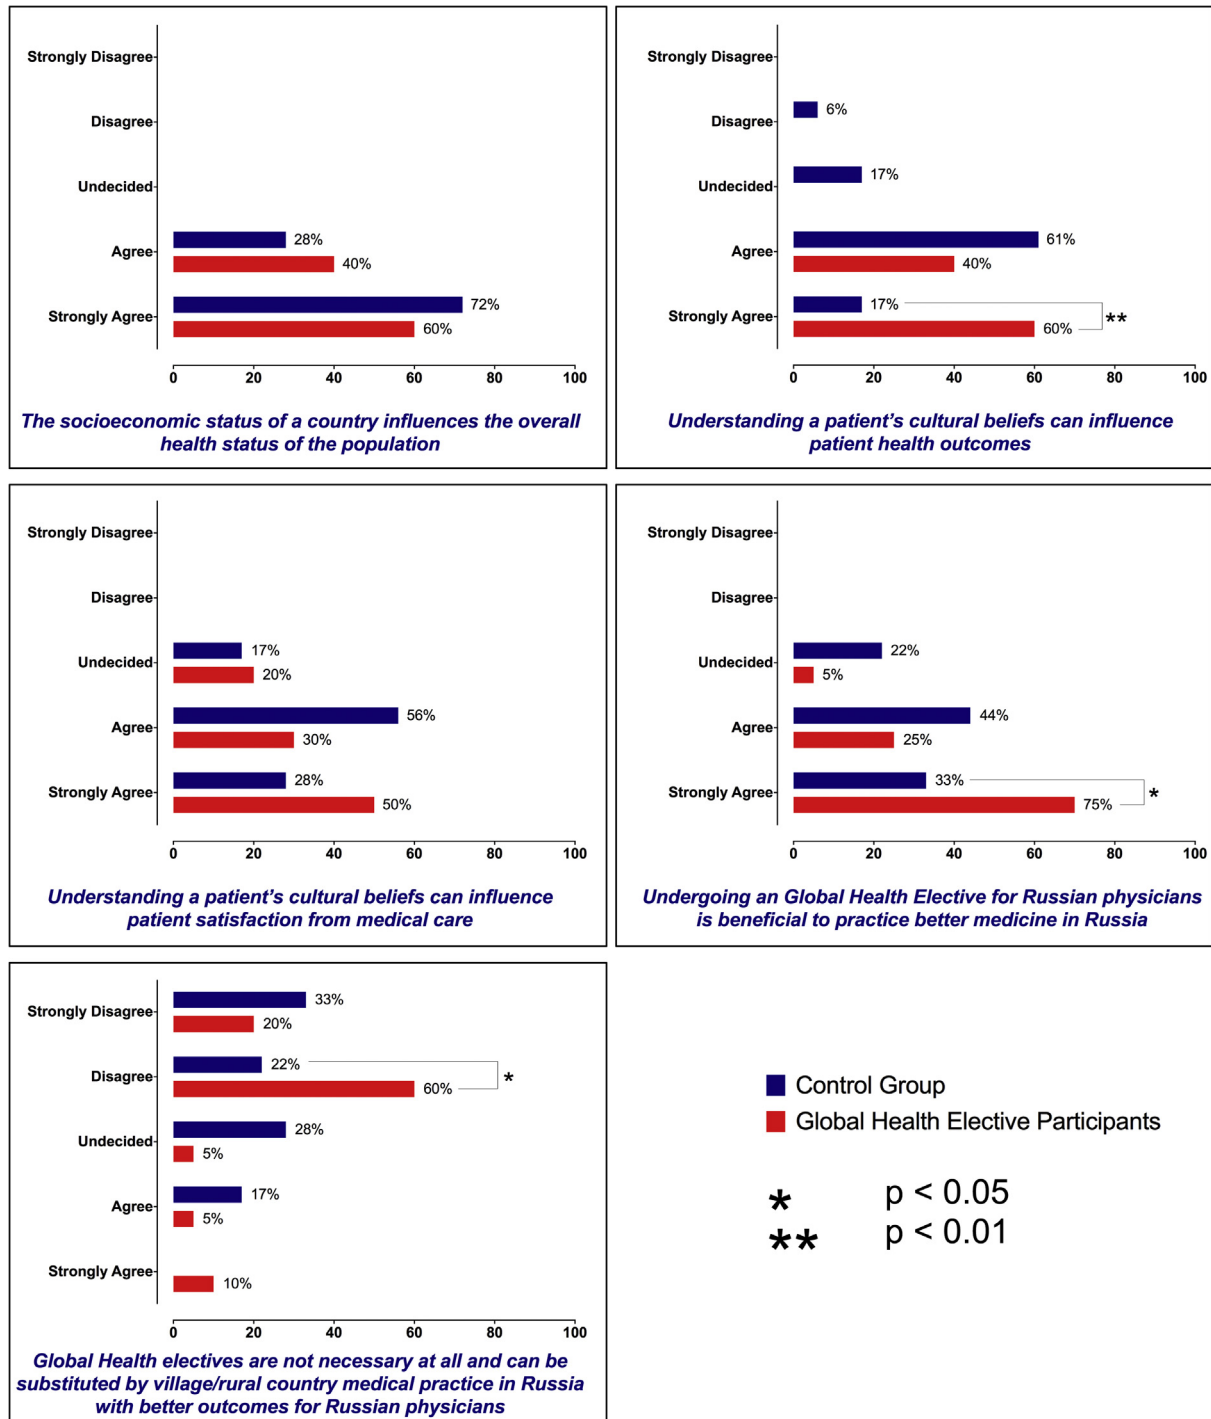 Strongly Disagree
Disagree
6%
Undecided
17%
Agree
28%
40%
61%
40%
Strongly Agree
72%
60%
17%
60%
**
0 20 40 60 80 100
The socioeconomic status of a country influences the overall
health status of the population
Strongly Disagree
Disagree
Undecided
Agree
Strongly Agree
0 20 40 60 80 100
Understanding a patient's cultural beliefs can influence
patient health outcomes
Strongly Disagree
Disagree
Undecided
17%
20%
Agree
56%
30%
Strongly Agree
28%
50%
0 20 40 60 80 100
Understanding a patient's cultural beliefs can influence
patient satisfaction from medical care
Strongly Disagree
Disagree
Undecided
22%
5%
Agree
44%
25%
Strongly Agree
33%
75%
*
0 20 40 60 80 100
Undergoing an Global Health Elective for Russian physicians
is beneficial to practice better medicine in Russia
Strongly Disagree
33%
20%
Disagree
22%
60%
*
Undecided
28%
5%
Agree
17%
5%
Strongly Agree
10%
0 20 40 60 80 100
Global Health electives are not necessary at all and can be
substituted by village/rural country medical practice in Russia
with better outcomes for Russian physicians
Control Group
Global Health Elective Participants
* p < 0.05
** p < 0.01